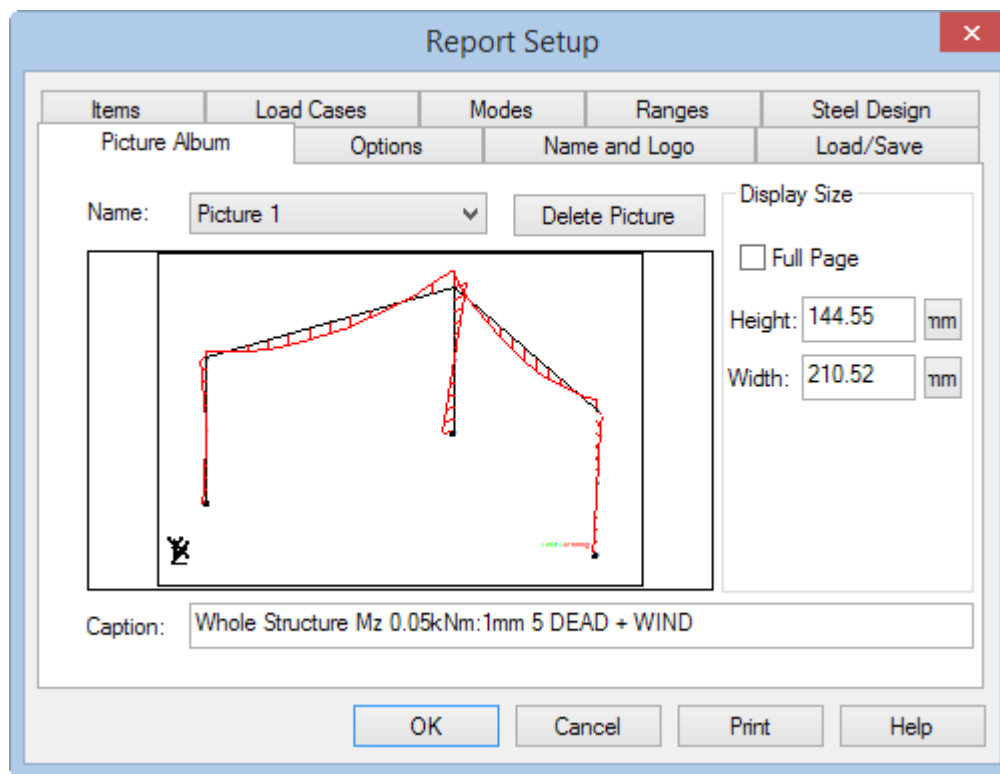 Report Setup
Items Load Cases Modes Ranges Steel Design
Picture Album Options Name and Logo Load/Save
Name: Picture 1 Delete Picture
Display Size
Full Page
Height: 144.55 mm
Width: 210.52 mm
Caption: Whole Structure Mz 0.05kNm:1mm 5 DEAD + WIND
OK Cancel Print Help